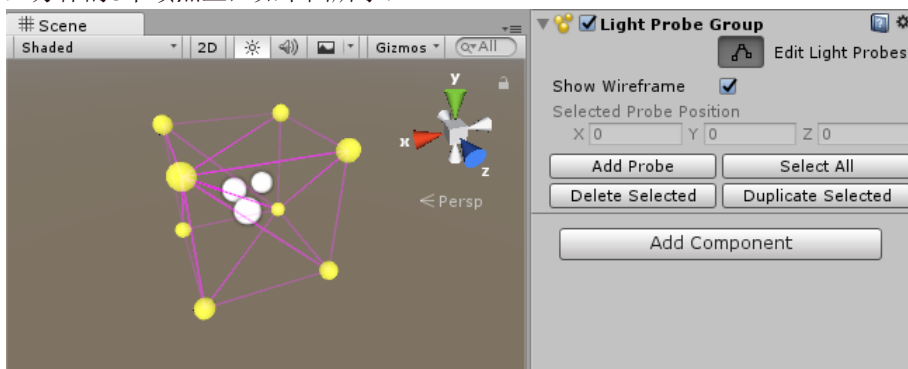 Scene
Shaded 2D Gizmos All
y
x
z
Persp
Light Probe Group
Edit Light Probes
Show Wireframe
Selected Probe Position
X 0 Y 0 Z 0
Add Probe Select All
Delete Selected Duplicate Selected
Add Component